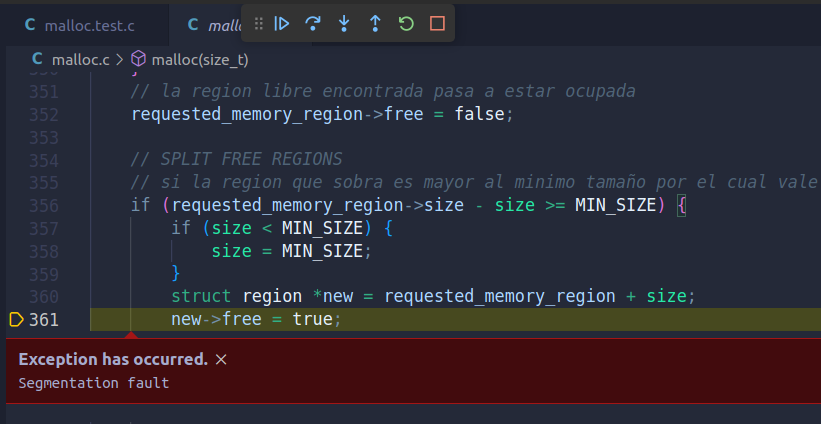 C malloc.test.c C mallo
C malloc.c > malloc(size_t)
350 }
351 // la region libre encontrada pasa a estar ocupada
352 requested_memory_region->free = false;
353
354 // SPLIT FREE REGIONS
355 // si la region que sobra es mayor al minimo tamaño por el cual vale
356 if (requested_memory_region->size - size >= MIN_SIZE) {
357 if (size < MIN_SIZE) {
358 size = MIN_SIZE;
359 }
360 struct region *new = requested_memory_region + size;
361 new->free = true;
Exception has occurred. ×
Segmentation fault